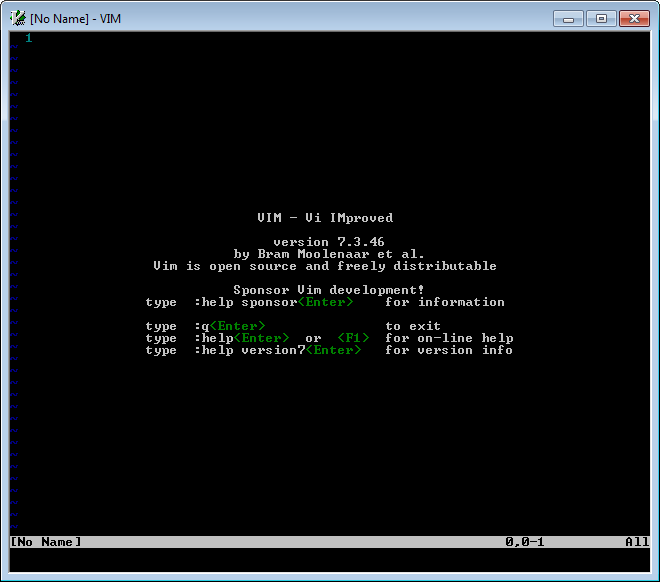 [No Name] - VIM
1
VIM - Vi IMproved
version 7.3.46
by Bram Moolenaar et al.
Vim is open source and freely distributable
Sponsor Vim development!
type :help sponsor<Enter> for information
type :q<Enter> to exit
type :help<Enter> or <F1> for on-line help
type :help version7<Enter> for version info
[No Name] 0,0-1 All